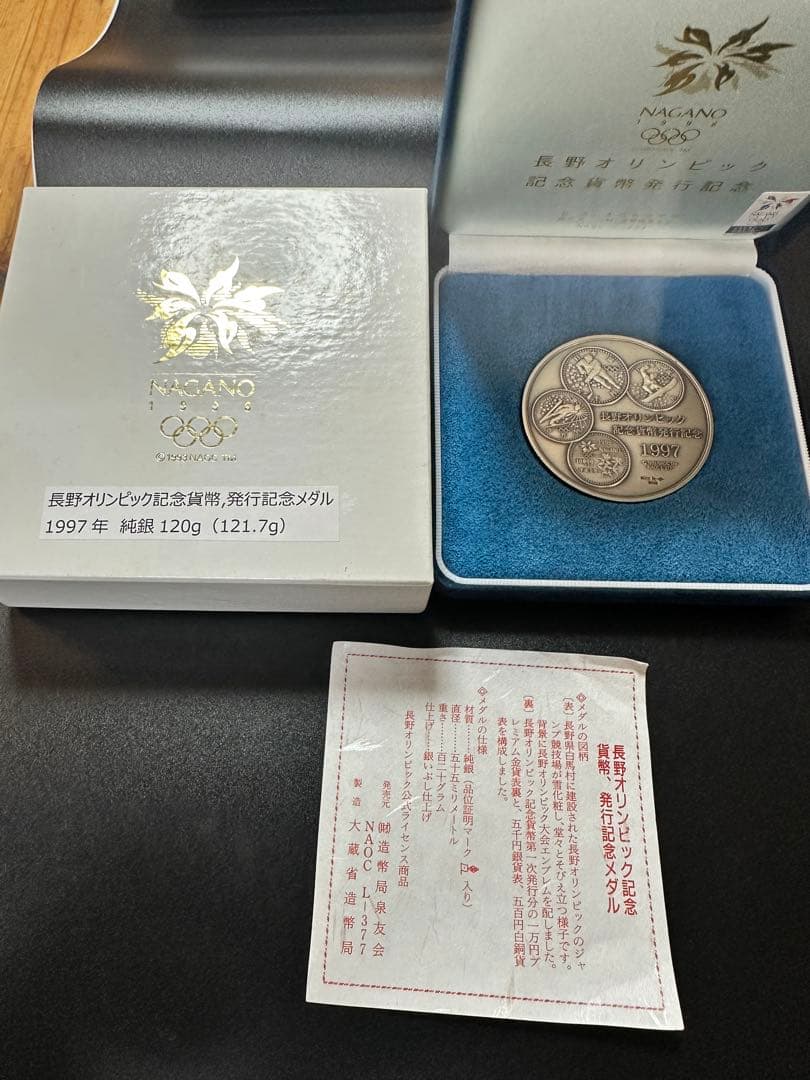 NAGANO
1998
長野オリンピック
記念貨幣発行記念
NAGANO
1998
©1993 NAOC TM
長野オリンピック記念貨幣,発行記念メダル
1997年 純銀120g（121.7g）
長野オリンピック
記念貨幣発行記念
1997
長野オリンピック記念
貨幣、発行記念メダル
◎メダルの図柄
〔表〕長野県白馬村に建設された長野オリンピックのジャ
ンプ競技場が雪化粧し、堂々とそびえ立つ様子です。
背景に長野オリンピック大会エンブレムを配しました。
〔裏〕長野オリンピック記念貨幣第一次発行分の一万円プ
レミアム金貨表裏と、五千円銀貨表、五百円白銅貨
表を構成しました。
◎メダルの仕様
材質……純銀（品位証明マーク 入り）
直径……五十五ミリメートル
重さ……百二十グラム
仕上げ……銀いぶし仕上げ
長野オリンピック公式ライセンス商品
発売元 ㈶造幣局泉友会
NAOC L-377
製造 大蔵省造幣局